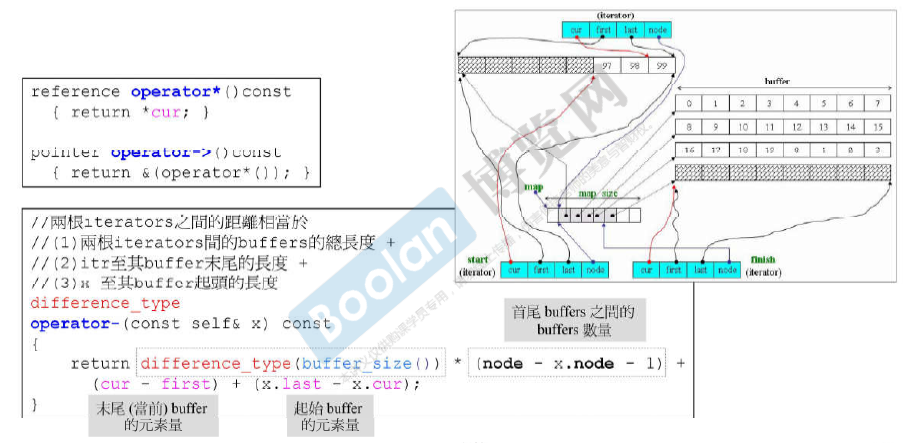 reference operator*()const
{ return *cur; }
pointer operator->()const
{ return &(operator*()); }
//兩根iterators之間的距離相當於
//(1)兩根iterators間的buffers的總長度 +
//(2)itr至其buffer末尾的長度 +
//(3)x 至其buffer起頭的長度
difference_type
operator-(const self& x) const
{
return difference_type(buffer_size()) * (node - x.node - 1) +
(cur - first) + (x.last - x.cur);
}
末尾(當前) buffer
的元素量
起始 buffer
的元素量
首尾 buffers 之間的
buffers 數量
(iterator)
cur first last node
97 98 99
buffer
0 1 2 3 4 5 6 7
8 9 10 11 12 13 14 15
16 17 18 19 0 1 2 3
map
map_size
start
(iterator)
cur first last node
cur first last node
finish
(iterator)
Boolan
博览网